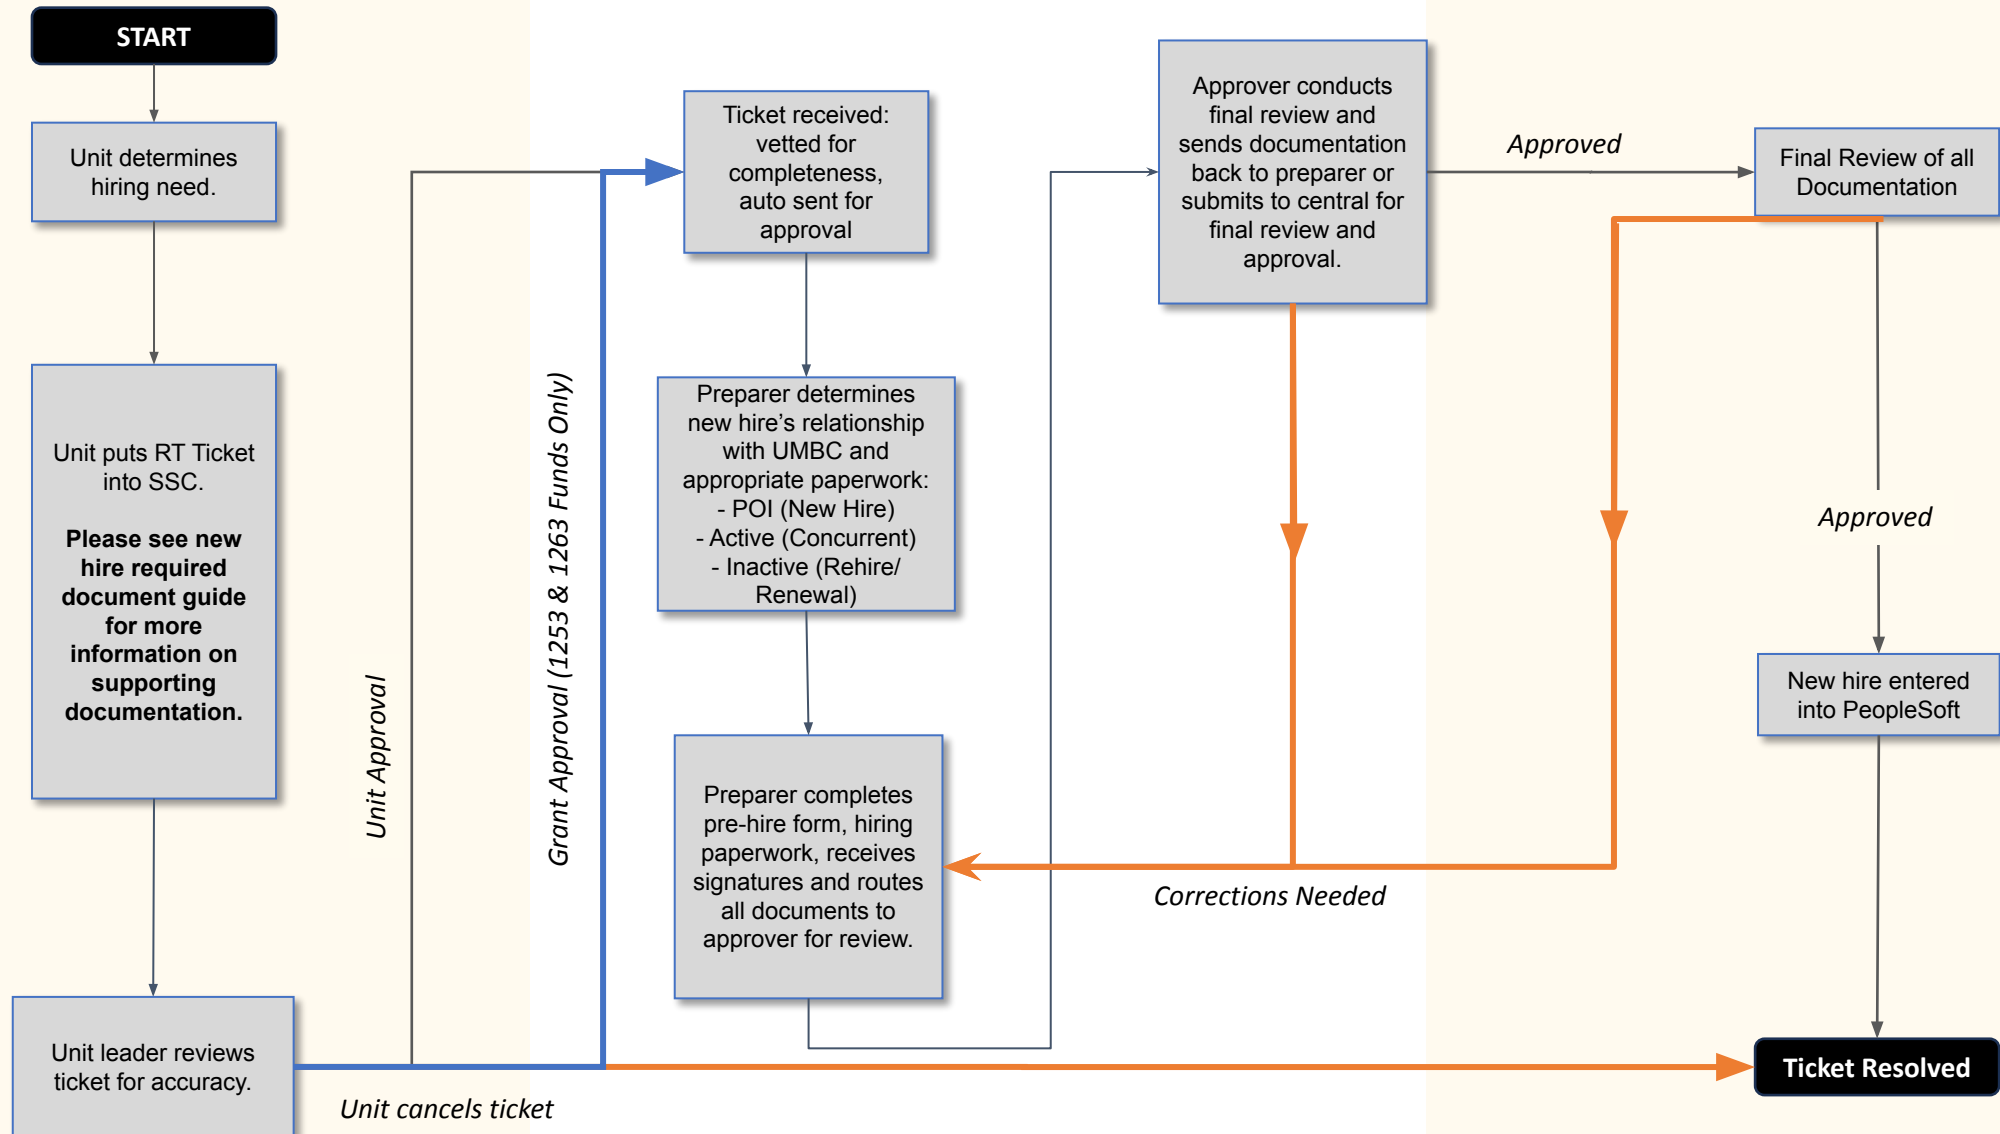 START
Unit determines
hiring need.
Unit puts RT Ticket
into SSC.
Please see new
hire required
document guide
for more
information on
supporting
documentation.
Unit leader reviews
ticket for accuracy.
Unit Approval
Grant Approval (1253 & 1263 Funds Only)
Unit cancels ticket
Ticket received:
vetted for
completeness,
auto sent for
approval
Preparer determines
new hire’s relationship
with UMBC and
appropriate paperwork:
- POI (New Hire)
- Active (Concurrent)
- Inactive (Rehire/
Renewal)
Preparer completes
pre-hire form, hiring
paperwork, receives
signatures and routes
all documents to
approver for review.
Approver conducts
final review and
sends documentation
back to preparer or
submits to central for
final review and
approval.
Corrections Needed
Approved
Final Review of all
Documentation
Approved
New hire entered
into PeopleSoft
Ticket Resolved